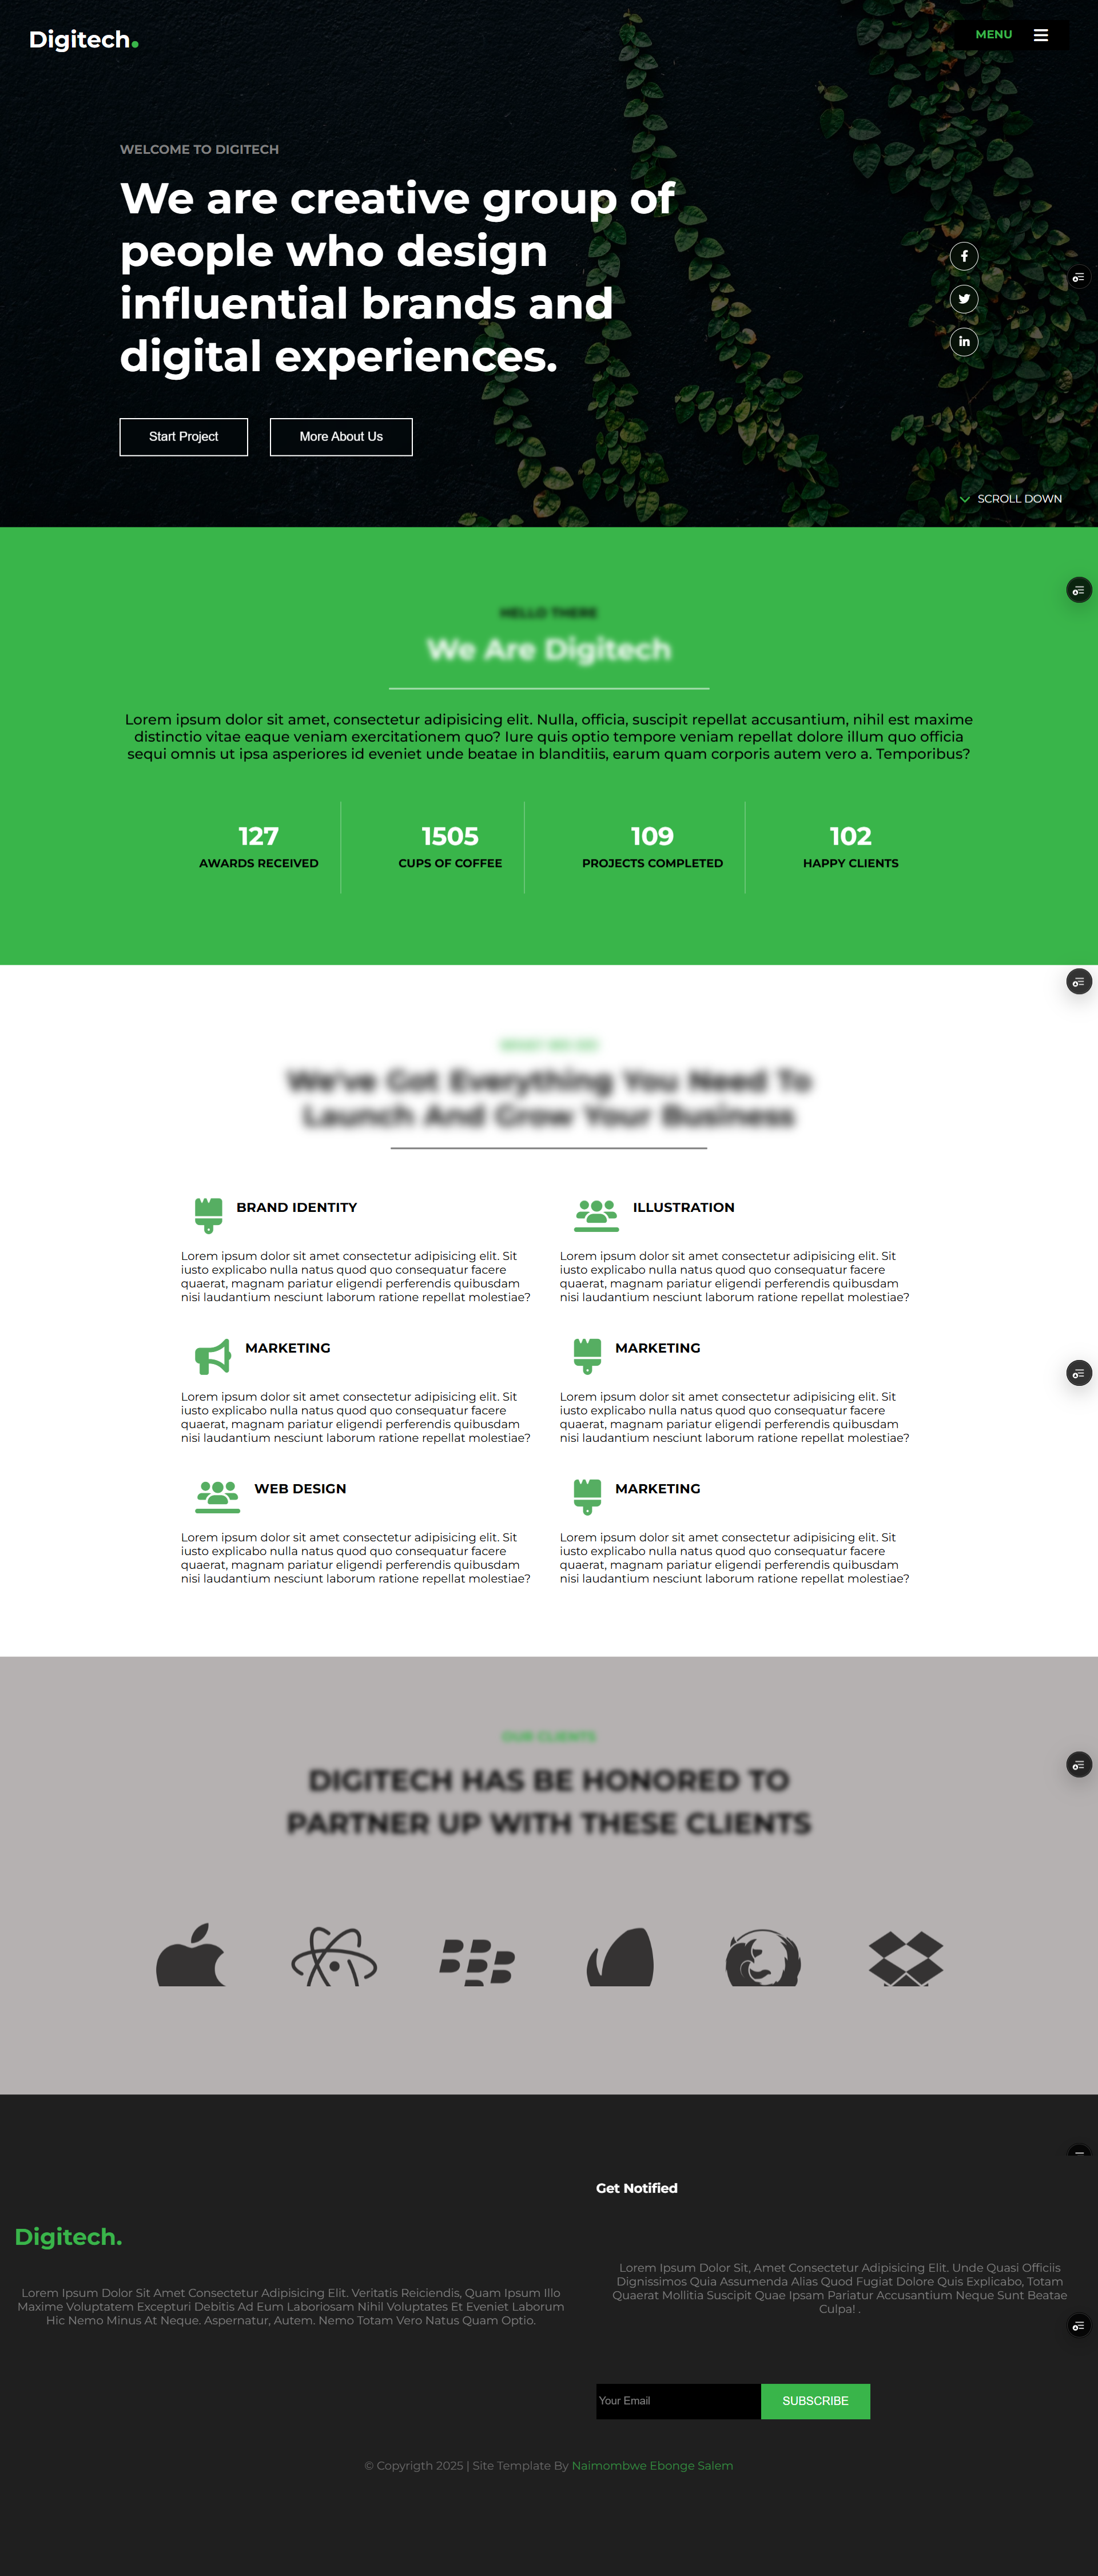 Digitech.
MENU
WELCOME TO DIGITECH
We are creative group of
people who design
influential brands and
digital experiences.
Start Project
More About Us
SCROLL DOWN
HELLO THERE
We Are Digitech
Lorem ipsum dolor sit amet, consectetur adipisicing elit. Nulla, officia, suscipit repellat accusantium, nihil est maxime
distinctio vitae eaque veniam exercitationem quo? Iure quis optio tempore veniam repellat dolore illum quo officia
sequi omnis ut ipsa asperiores id eveniet unde beatae in blanditiis, earum quam corporis autem vero a. Temporibus?
127
AWARDS RECEIVED
1505
CUPS OF COFFEE
109
PROJECTS COMPLETED
102
HAPPY CLIENTS
WHAT WE DO
We've Got Everything You Need To
Launch And Grow Your Business
BRAND IDENTITY
Lorem ipsum dolor sit amet consectetur adipisicing elit. Sit
iusto explicabo nulla natus quod quo consequatur facere
quaerat, magnam pariatur eligendi perferendis quibusdam
nisi laudantium nesciunt laborum ratione repellat molestiae?
ILLUSTRATION
Lorem ipsum dolor sit amet consectetur adipisicing elit. Sit
iusto explicabo nulla natus quod quo consequatur facere
quaerat, magnam pariatur eligendi perferendis quibusdam
nisi laudantium nesciunt laborum ratione repellat molestiae?
MARKETING
Lorem ipsum dolor sit amet consectetur adipisicing elit. Sit
iusto explicabo nulla natus quod quo consequatur facere
quaerat, magnam pariatur eligendi perferendis quibusdam
nisi laudantium nesciunt laborum ratione repellat molestiae?
MARKETING
Lorem ipsum dolor sit amet consectetur adipisicing elit. Sit
iusto explicabo nulla natus quod quo consequatur facere
quaerat, magnam pariatur eligendi perferendis quibusdam
nisi laudantium nesciunt laborum ratione repellat molestiae?
WEB DESIGN
Lorem ipsum dolor sit amet consectetur adipisicing elit. Sit
iusto explicabo nulla natus quod quo consequatur facere
quaerat, magnam pariatur eligendi perferendis quibusdam
nisi laudantium nesciunt laborum ratione repellat molestiae?
MARKETING
Lorem ipsum dolor sit amet consectetur adipisicing elit. Sit
iusto explicabo nulla natus quod quo consequatur facere
quaerat, magnam pariatur eligendi perferendis quibusdam
nisi laudantium nesciunt laborum ratione repellat molestiae?
OUR CLIENTS
DIGITECH HAS BE HONORED TO
PARTNER UP WITH THESE CLIENTS
Digitech.
Lorem Ipsum Dolor Sit Amet Consectetur Adipisicing Elit. Veritatis Reiciendis, Quam Ipsum Illo
Maxime Voluptatem Excepturi Debitis Ad Eum Laboriosam Nihil Voluptates Et Eveniet Laborum
Hic Nemo Minus At Neque. Aspernatur, Autem. Nemo Totam Vero Natus Quam Optio.
Get Notified
Lorem Ipsum Dolor Sit, Amet Consectetur Adipisicing Elit. Unde Quasi Officiis
Dignissimos Quia Assumenda Alias Quod Fugiat Dolore Quis Explicabo, Totam
Quaerat Mollitia Suscipit Quae Ipsam Pariatur Accusantium Neque Sunt Beatae
Culpa! .
Your Email
SUBSCRIBE
© Copyrigth 2025 | Site Template By Naimombwe Ebonge Salem